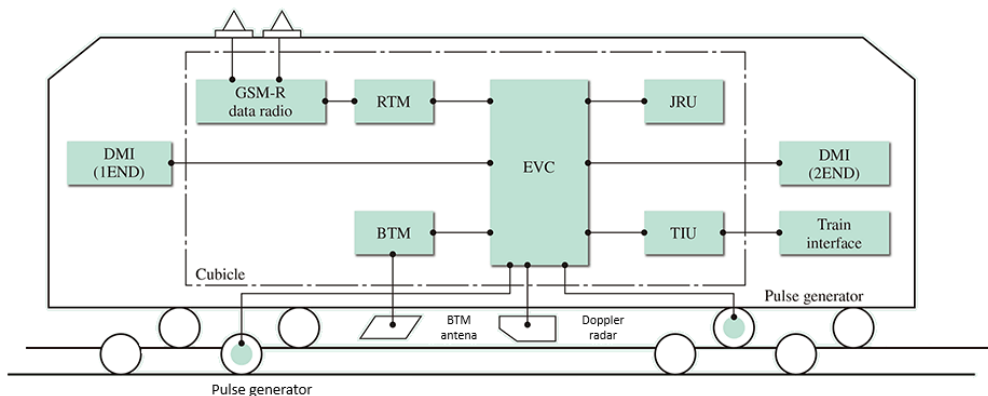 GSM-R
data radio
RTM
JRU
DMI
(1END)
EVC
DMI
(2END)
BTM
TIU
Train
interface
Cubicle
Pulse generator
BTM
antena
Doppler
radar
Pulse generator